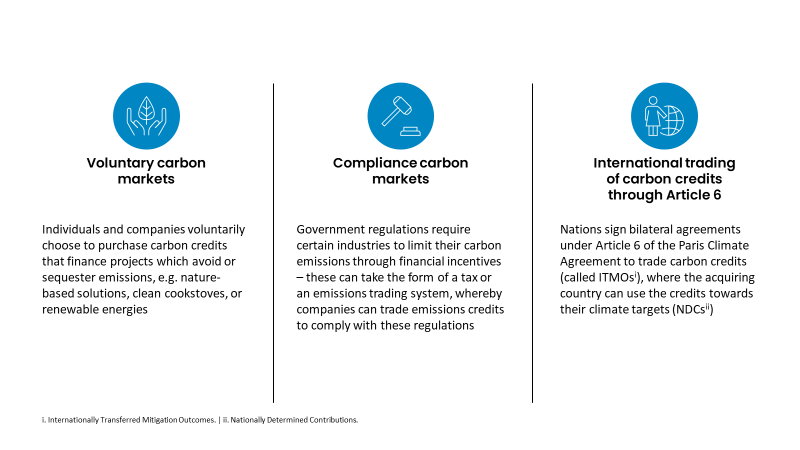 Voluntary carbon
markets
Individuals and companies voluntarily
choose to purchase carbon credits
that finance projects which avoid or
sequester emissions, e.g. nature-
based solutions, clean cookstoves, or
renewable energies
Compliance carbon
markets
Government regulations require
certain industries to limit their carbon
emissions through financial incentives
– these can take the form of a tax or
an emissions trading system, whereby
companies can trade emissions credits
to comply with these regulations
International trading
of carbon credits
through Article 6
Nations sign bilateral agreements
under Article 6 of the Paris Climate
Agreement to trade carbon credits
(called ITMOsⁱ), where the acquiring
country can use the credits towards
their climate targets (NDCsⁱⁱ)
i. Internationally Transferred Mitigation Outcomes. | ii. Nationally Determined Contributions.